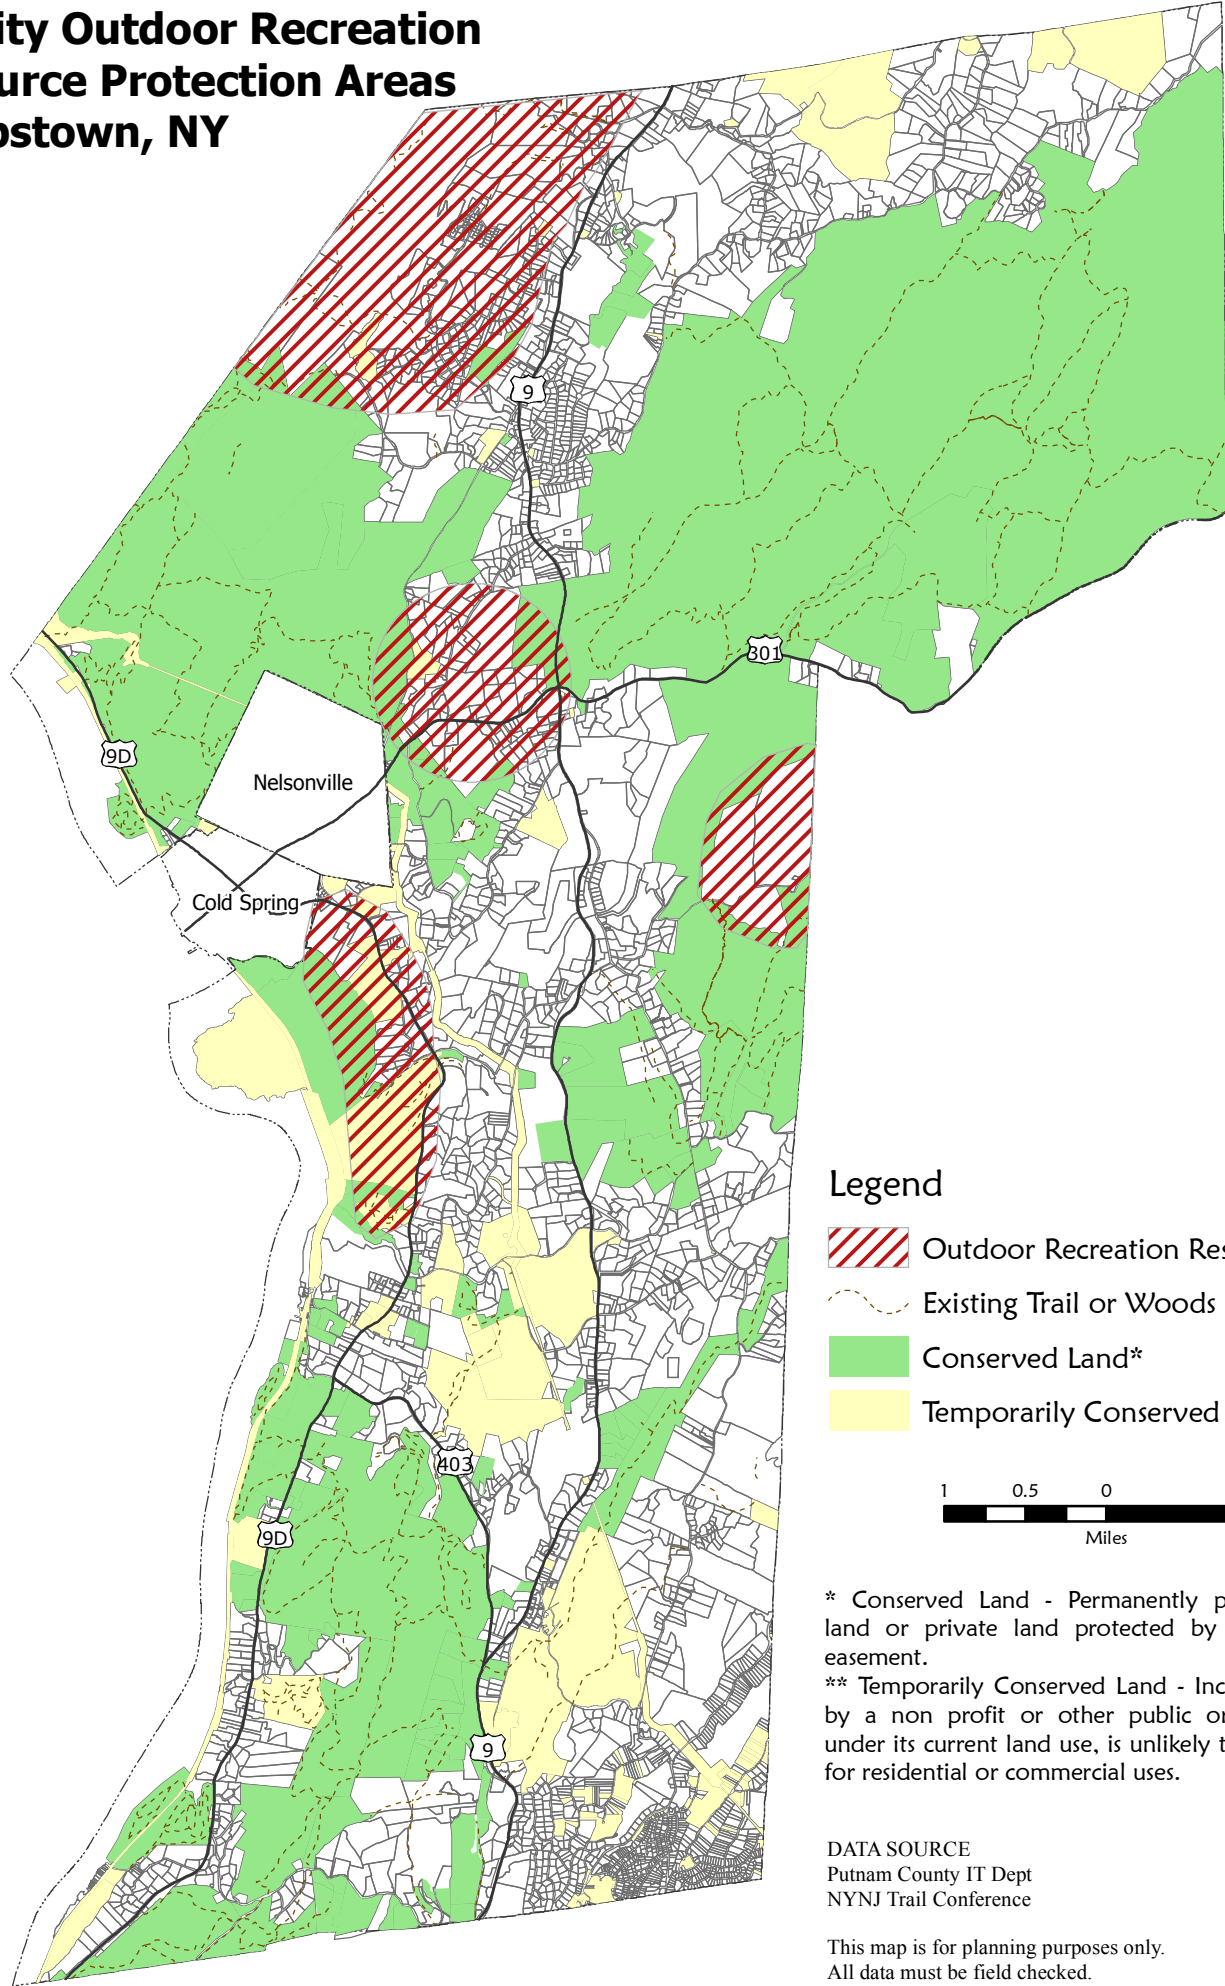 ity Outdoor Recreation
urce Protection Areas
pstown, NY
9
301
9D
Nelsonville
Cold Spring
403
9D
9
Legend
Outdoor Recreation Res
Existing Trail or Woods
Conserved Land*
Temporarily Conserved
1 0.5 0
Miles
* Conserved Land - Permanently p
land or private land protected by
easement.
** Temporarily Conserved Land - Inc
by a non profit or other public or
under its current land use, is unlikely t
for residential or commercial uses.
DATA SOURCE
Putnam County IT Dept
NYNJ Trail Conference
This map is for planning purposes only.
All data must be field checked.